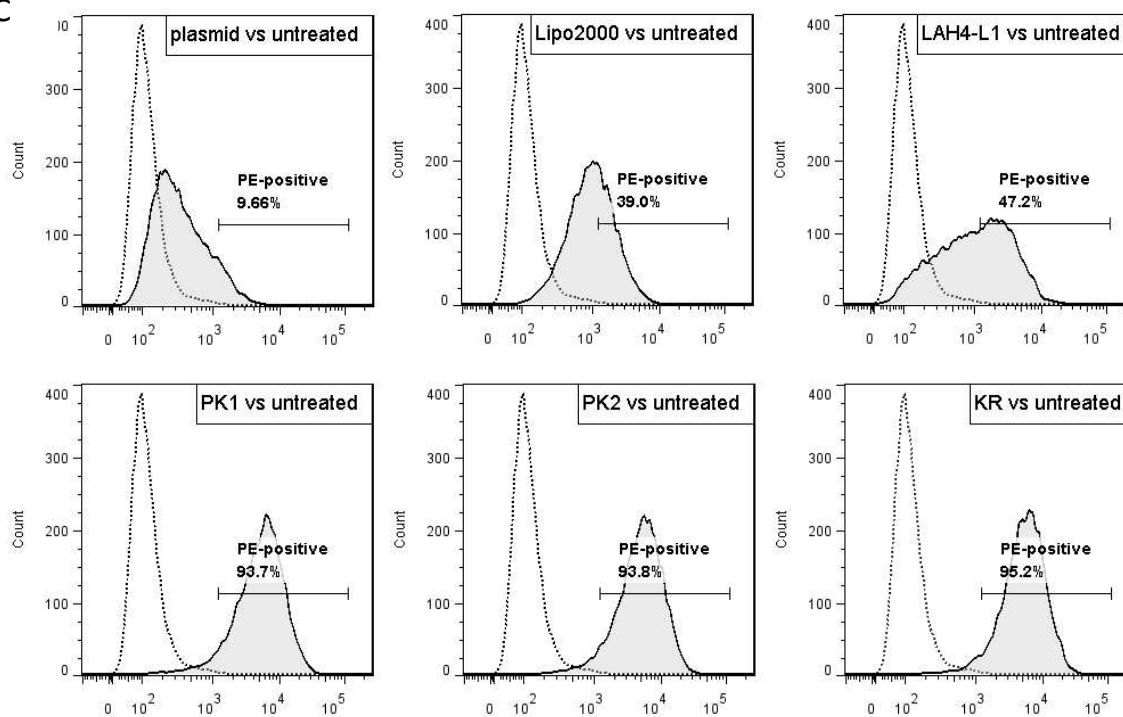 C
plasmid vs untreated
Lipo2000 vs untreated
LAH4-L1 vs untreated
Count
300
200
100
0
PE-positive
9.66%
0 10² 10³ 10⁴ 10⁵
Count
400
300
200
100
0
PE-positive
39.0%
0 10² 10³ 10⁴ 10⁵
Count
400
300
200
100
0
PE-positive
47.2%
0 10² 10³ 10⁴ 10⁵
PK1 vs untreated
PK2 vs untreated
KR vs untreated
Count
400
300
200
100
0
PE-positive
93.7%
0 10² 10³ 10⁴ 10⁵
Count
400
300
200
100
0
PE-positive
93.8%
0 10² 10³ 10⁴ 10⁵
Count
400
300
200
100
0
PE-positive
95.2%
0 10² 10³ 10⁴ 10⁵